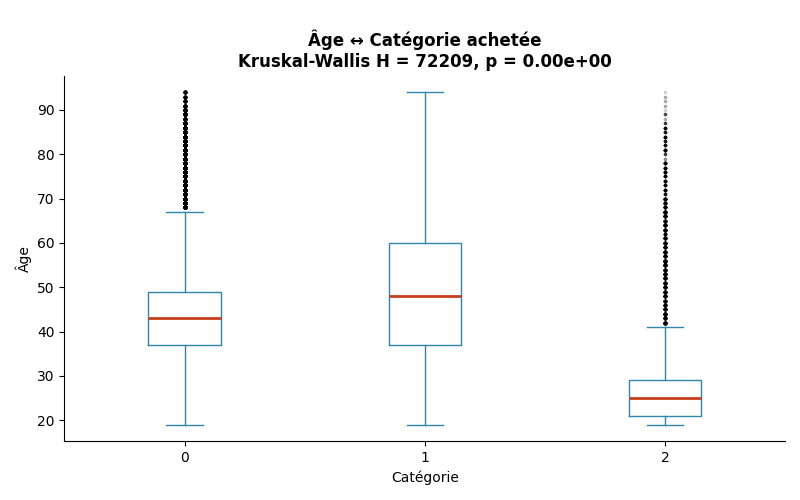 Âge ↔ Catégorie achetée
Kruskal-Wallis H = 72209, p = 0.00e+00
90
80
70
60
50
40
30
20
Âge
0
1
2
Catégorie